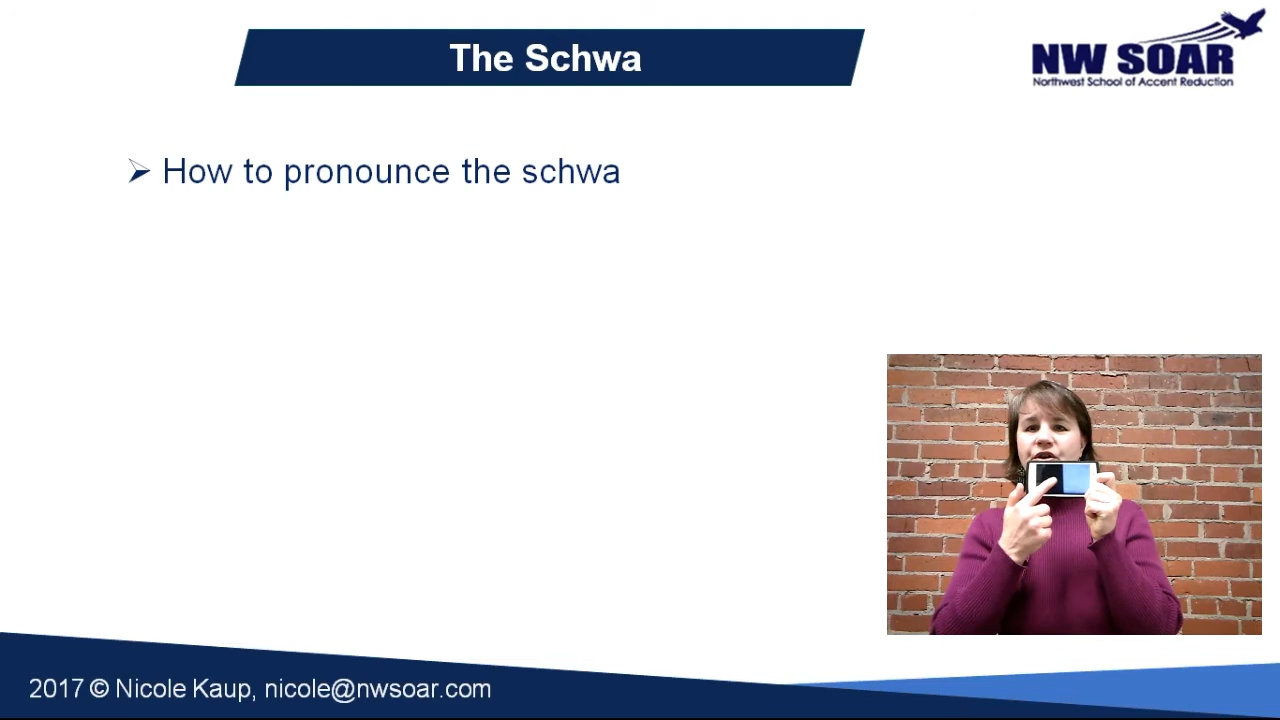 The Schwa
NW SOAR
Northwest School of Accent Reduction
➢ How to pronounce the schwa
2017 © Nicole Kaup, nicole@nwsoar.com